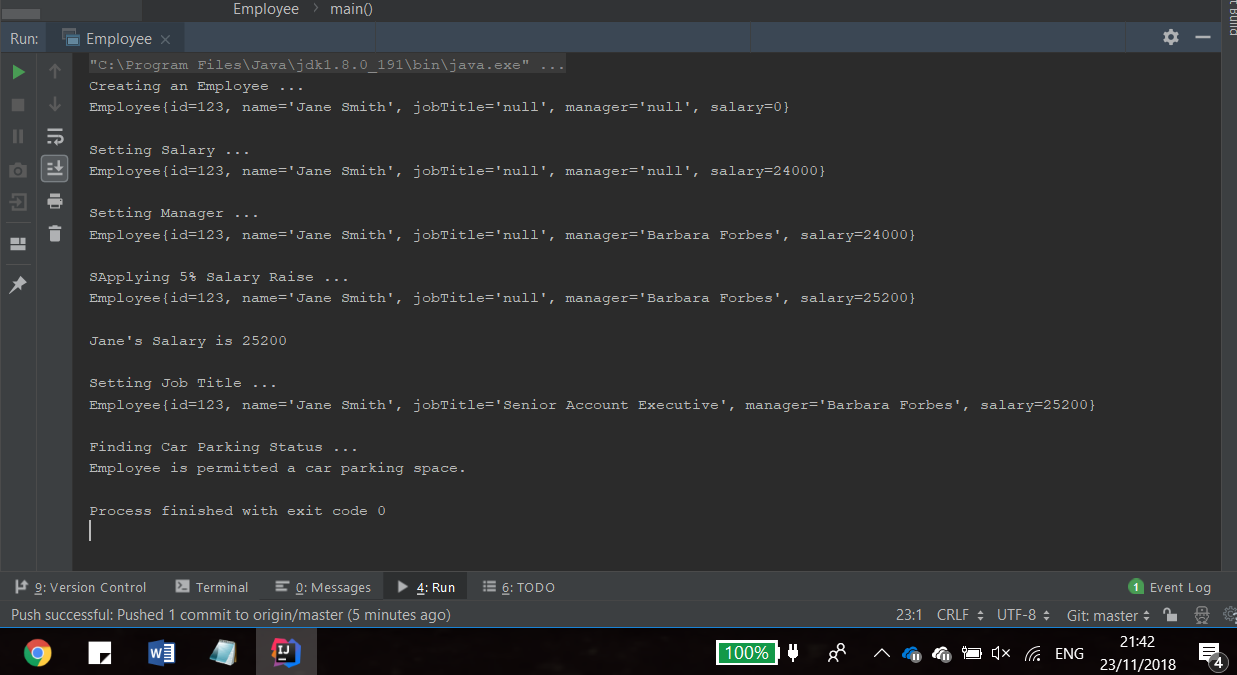 Employee main()
Run: Employee
"C:\Program Files\Java\jdk1.8.0_191\bin\java.exe" ...
Creating an Employee ...
Employee{id=123, name='Jane Smith', jobTitle='null', manager='null', salary=0}
Setting Salary ...
Employee{id=123, name='Jane Smith', jobTitle='null', manager='null', salary=24000}
Setting Manager ...
Employee{id=123, name='Jane Smith', jobTitle='null', manager='Barbara Forbes', salary=24000}
SApplying 5% Salary Raise ...
Employee{id=123, name='Jane Smith', jobTitle='null', manager='Barbara Forbes', salary=25200}
Jane's Salary is 25200
Setting Job Title ...
Employee{id=123, name='Jane Smith', jobTitle='Senior Account Executive', manager='Barbara Forbes', salary=25200}
Finding Car Parking Status ...
Employee is permitted a car parking space.
Process finished with exit code 0
9: Version Control Terminal 0: Messages 4: Run 6: TODO 1 Event Log
Push successful: Pushed 1 commit to origin/master (5 minutes ago) 23:1 CRLF UTF-8 Git: master
100% ENG 21:42
23/11/2018 4